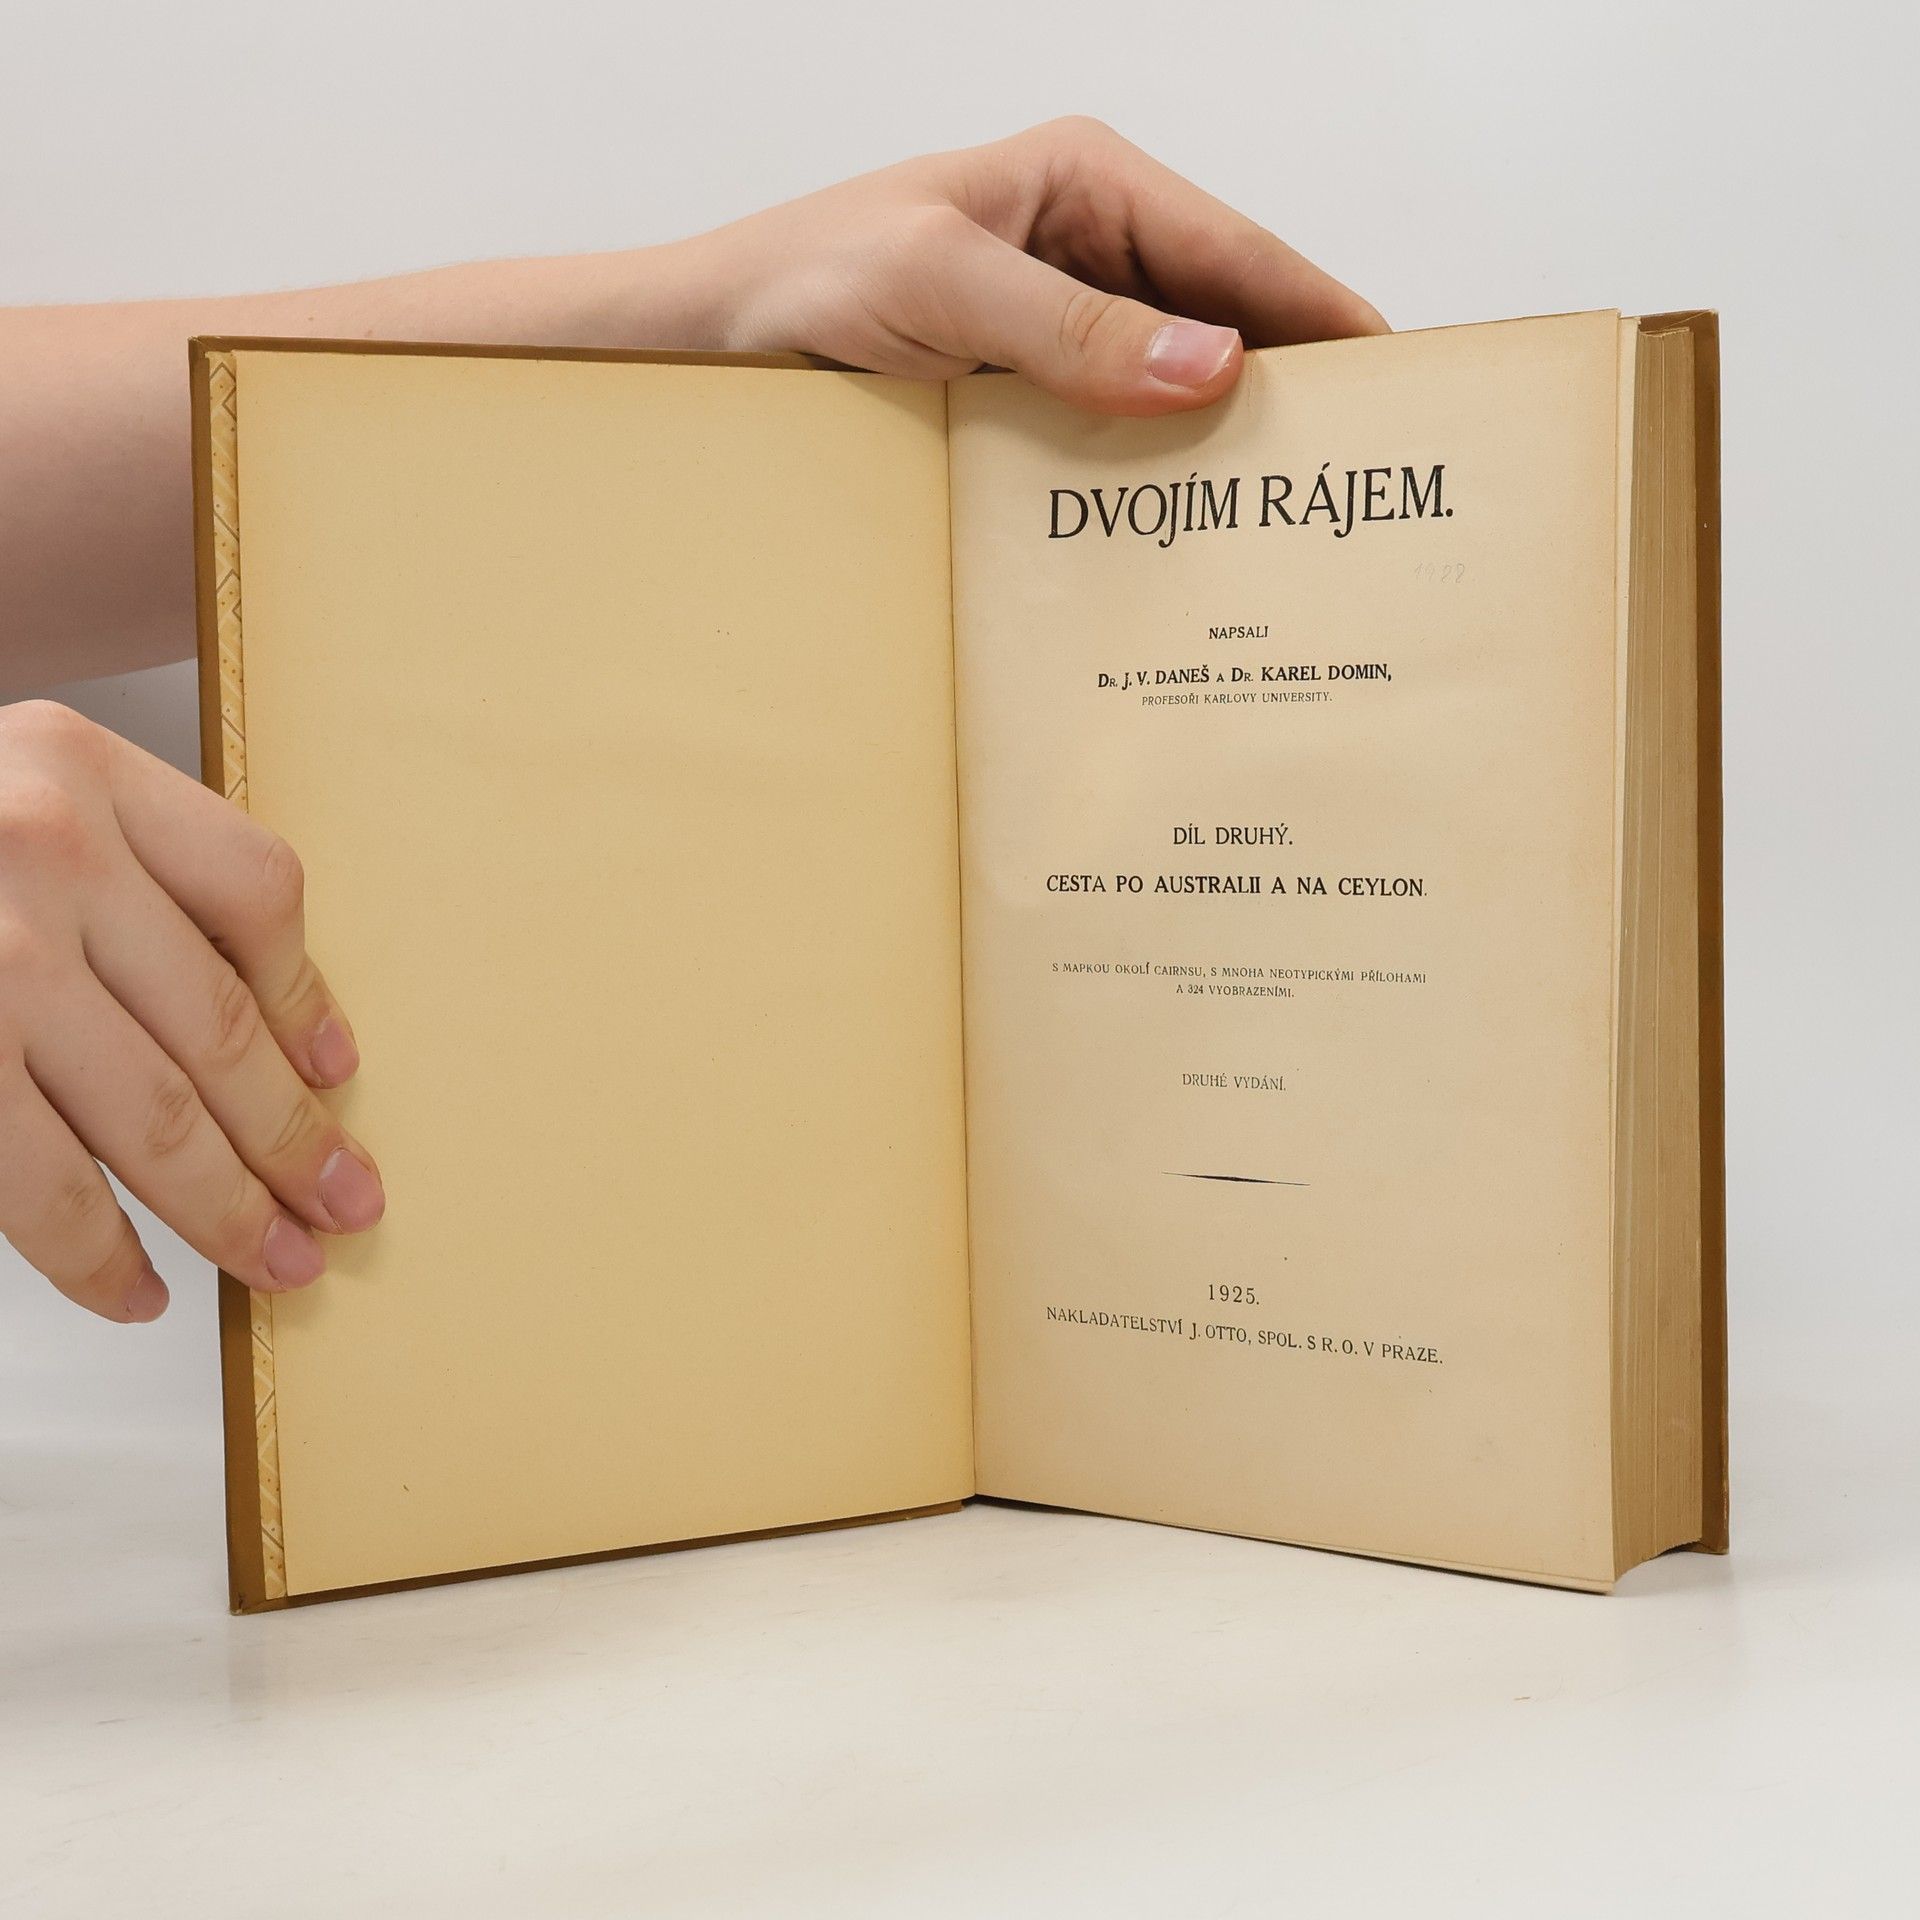 DVOJÍM RÁJEM.
1928
NAPSALI
DR. J. V. DANEŠ A DR. KAREL DOMIN,
PROFESOŘI KARLOVY UNIVERSITY.
DÍL DRUHÝ.
CESTA PO AUSTRALII A NA CEYLON.
S MAPKOU OKOLÍ CAIRNSU, S MNOHA NEOTYPICKÝMI PŘÍLOHAMI
A 324 VYOBRAZENÍMI.
DRUHÉ VYDÁNÍ.
1925.
NAKLADATELSTVÍ J. OTTO, SPOL. S R. O. V PRAZE.